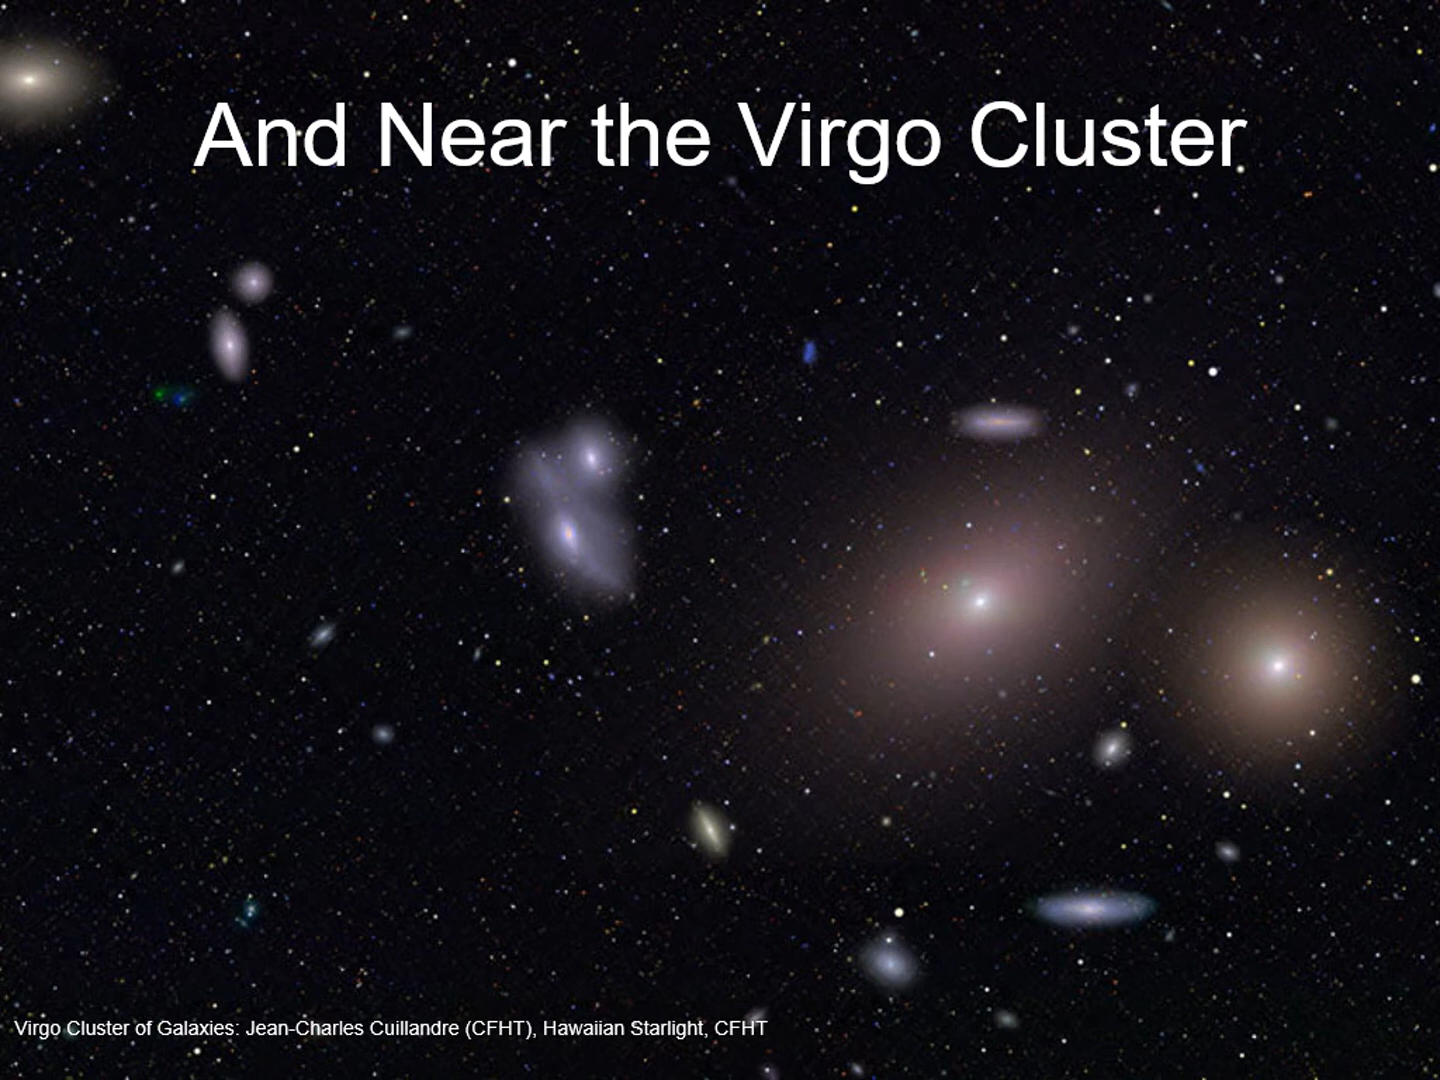 And Near the Virgo Cluster
Virgo Cluster of Galaxies: Jean-Charles Cuillandre (CFHT), Hawaiian Starlight, CFHT